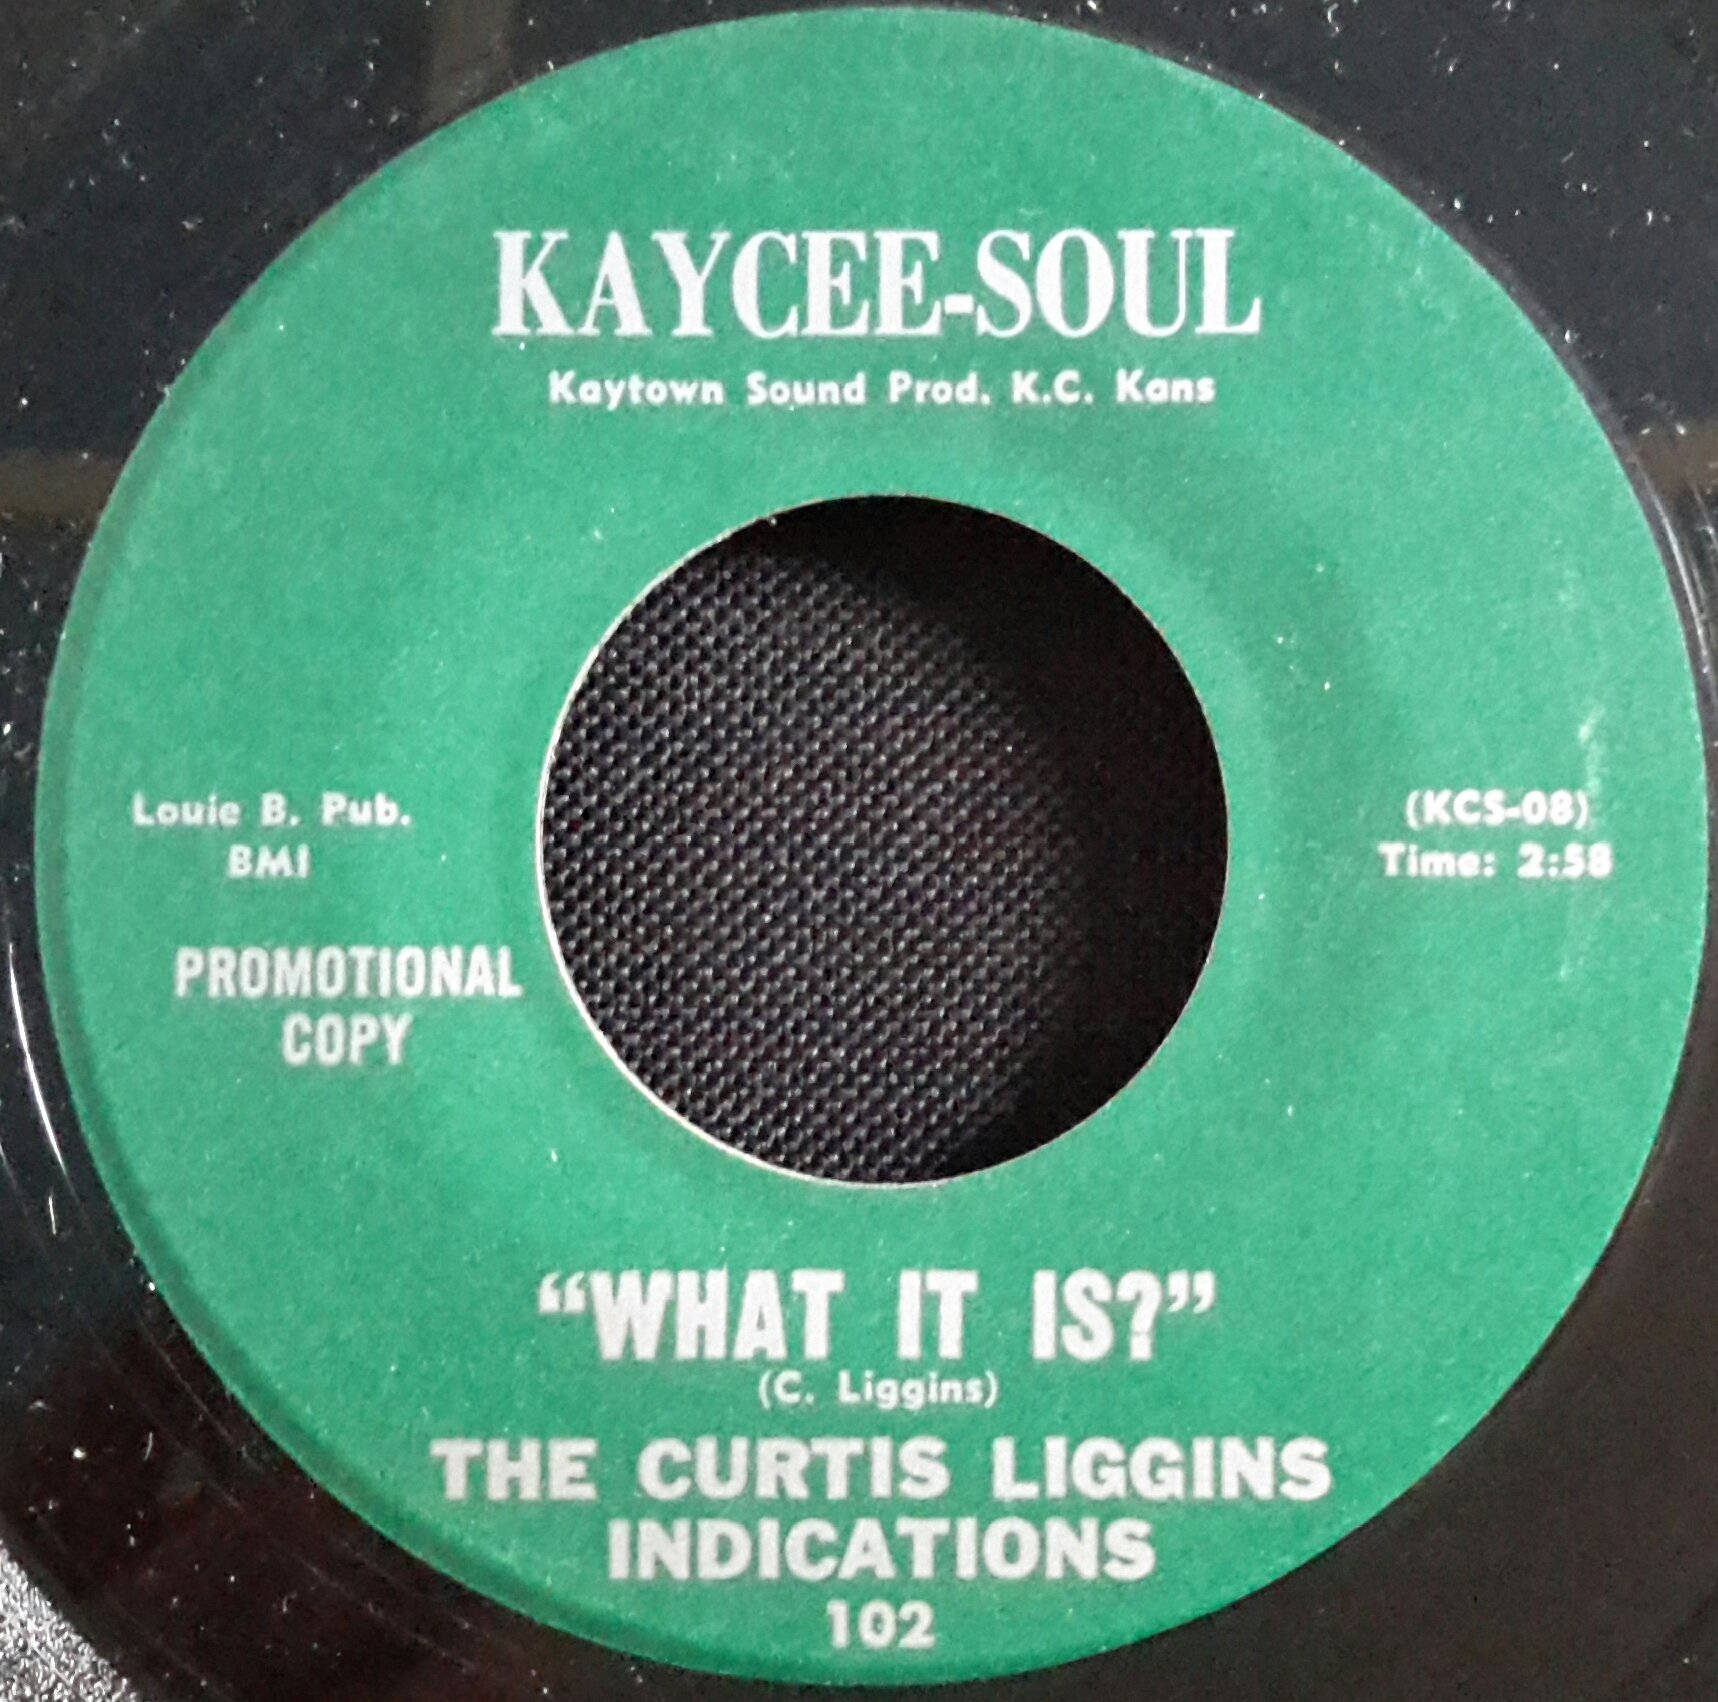 KAYCEE-SOUL
Kaytown Sound Prod. K.C. Kans
Louie B. Pub.
BMI
PROMOTIONAL
COPY
(KCS-08)
Time: 2:58
“WHAT IT IS?”
(C. Liggins)
THE CURTIS LIGGINS
INDICATIONS
102